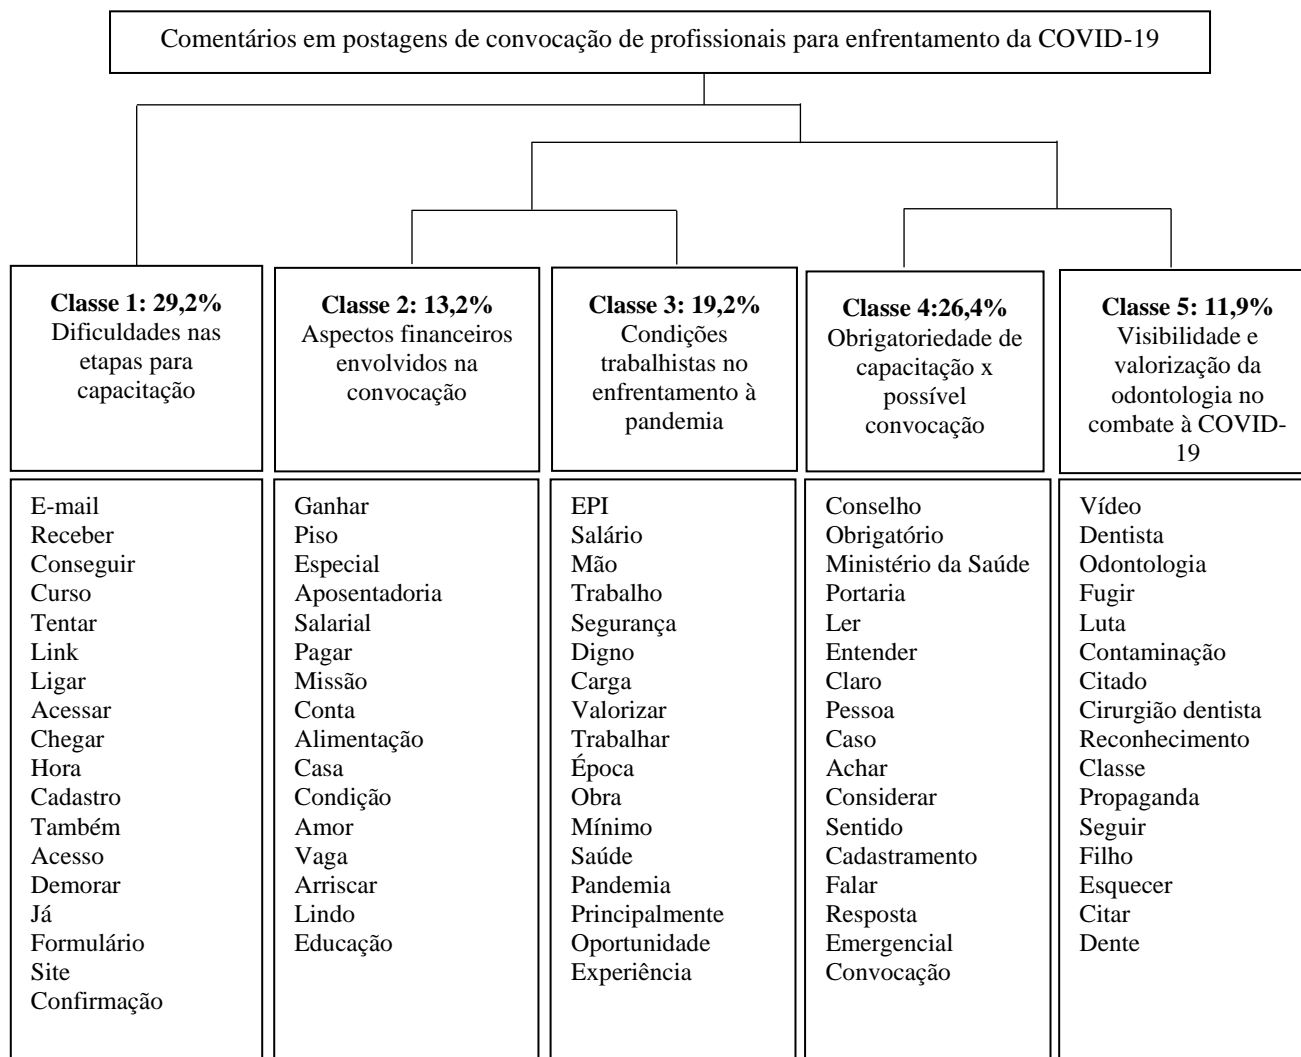 Comentários em postagens de convocação de profissionais para enfrentamento da COVID-19
Classe 1: 29,2%
Dificuldades nas
etapas para
capacitação
Classe 2: 13,2%
Aspectos financeiros
envolvidos na
convocação
Classe 3: 19,2%
Condições
trabalhistas no
enfrentamento à
pandemia
Classe 4:26,4%
Obrigatoriedade de
capacitação x
possível
convocação
Classe 5: 11,9%
Visibilidade e
valorização da
odontologia no
combate à COVID-
19
E-mail
Receber
Conseguir
Curso
Tentar
Link
Ligar
Acessar
Chegar
Hora
Cadastro
Também
Acesso
Demorar
Já
Formulário
Site
Confirmação
Ganhar
Piso
Especial
Aposentadoria
Salarial
Pagar
Missão
Conta
Alimentação
Casa
Condição
Amor
Vaga
Arriscar
Lindo
Educação
EPI
Salário
Mão
Trabalho
Segurança
Digno
Carga
Valorizar
Trabalhar
Época
Obra
Mínimo
Saúde
Pandemia
Principalmente
Oportunidade
Experiência
Conselho
Obrigatório
Ministério da Saúde
Portaria
Ler
Entender
Claro
Pessoa
Caso
Achar
Considerar
Sentido
Cadastramento
Falar
Resposta
Emergencial
Convocação
Vídeo
Dentista
Odontologia
Fugir
Luta
Contaminação
Citado
Cirurgião dentista
Reconhecimento
Classe
Propaganda
Seguir
Filho
Esquecer
Citar
Dente